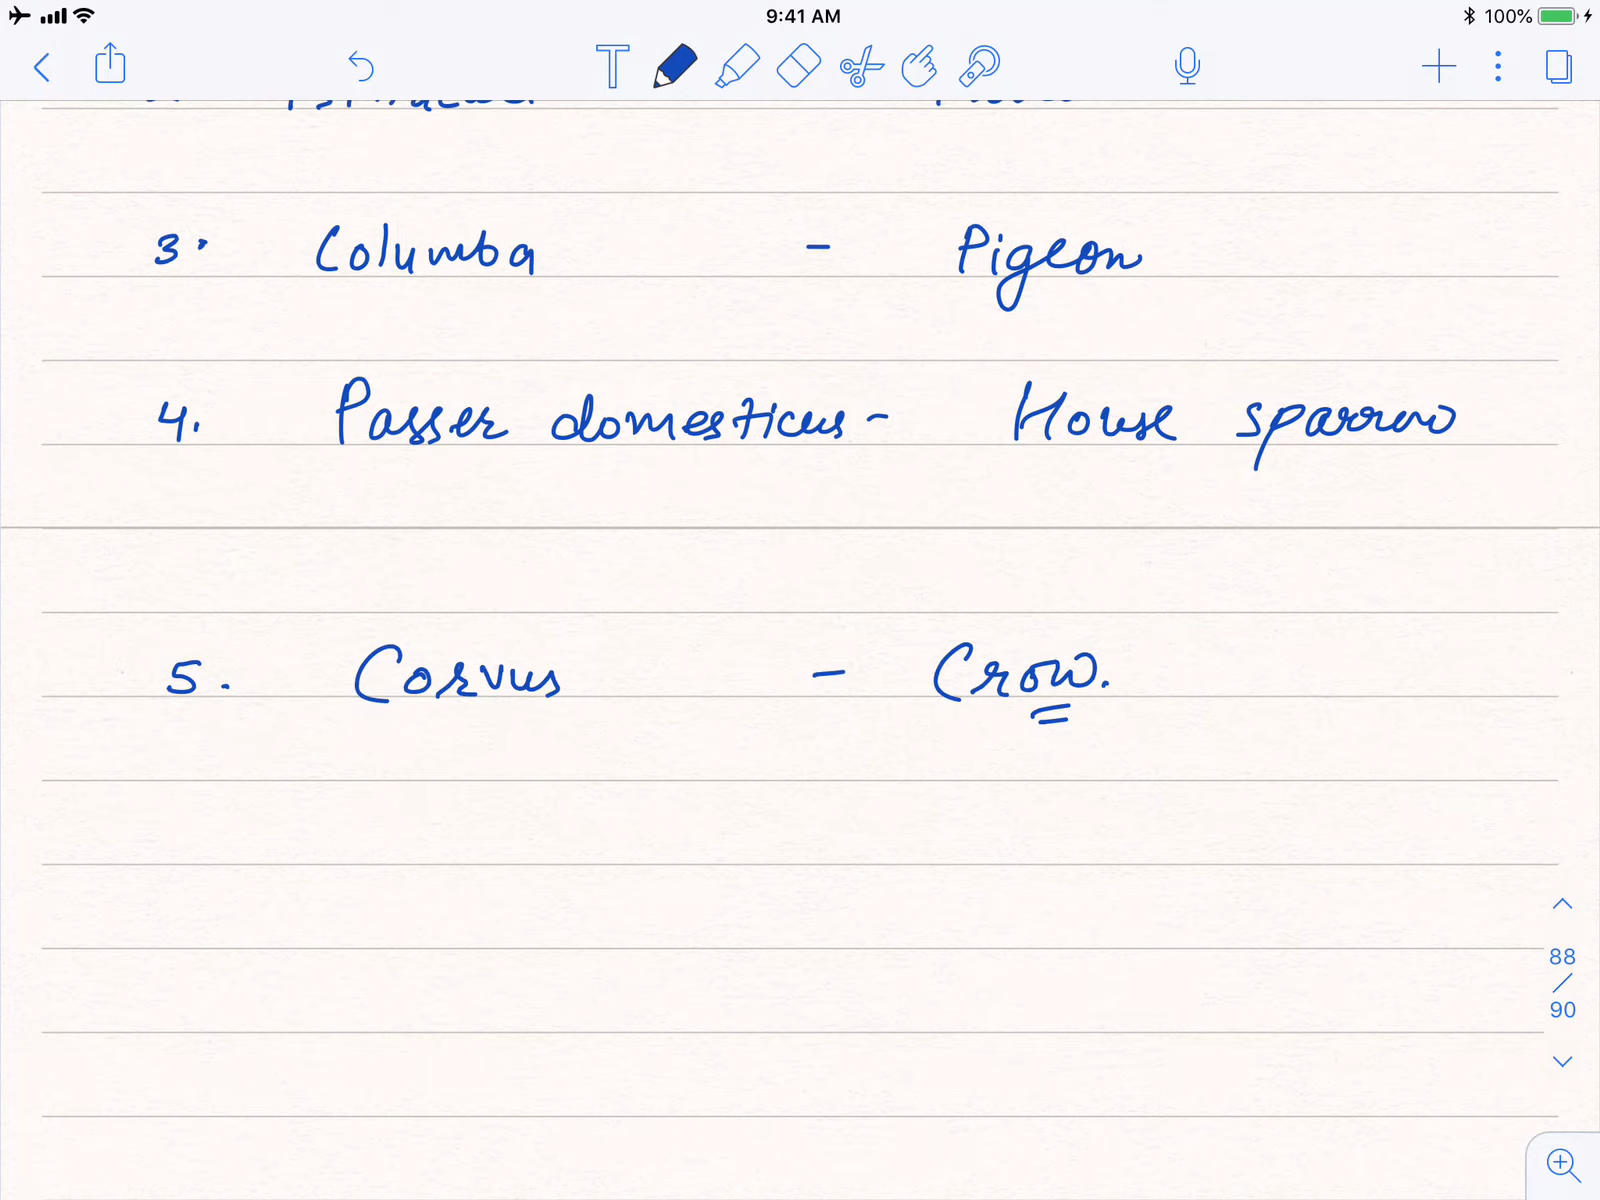 9:41 AM
100%
T
3. Columba - Pigeon
4. Passer domesticus - House sparrow
5. Corvus - Crow.
88
/
90